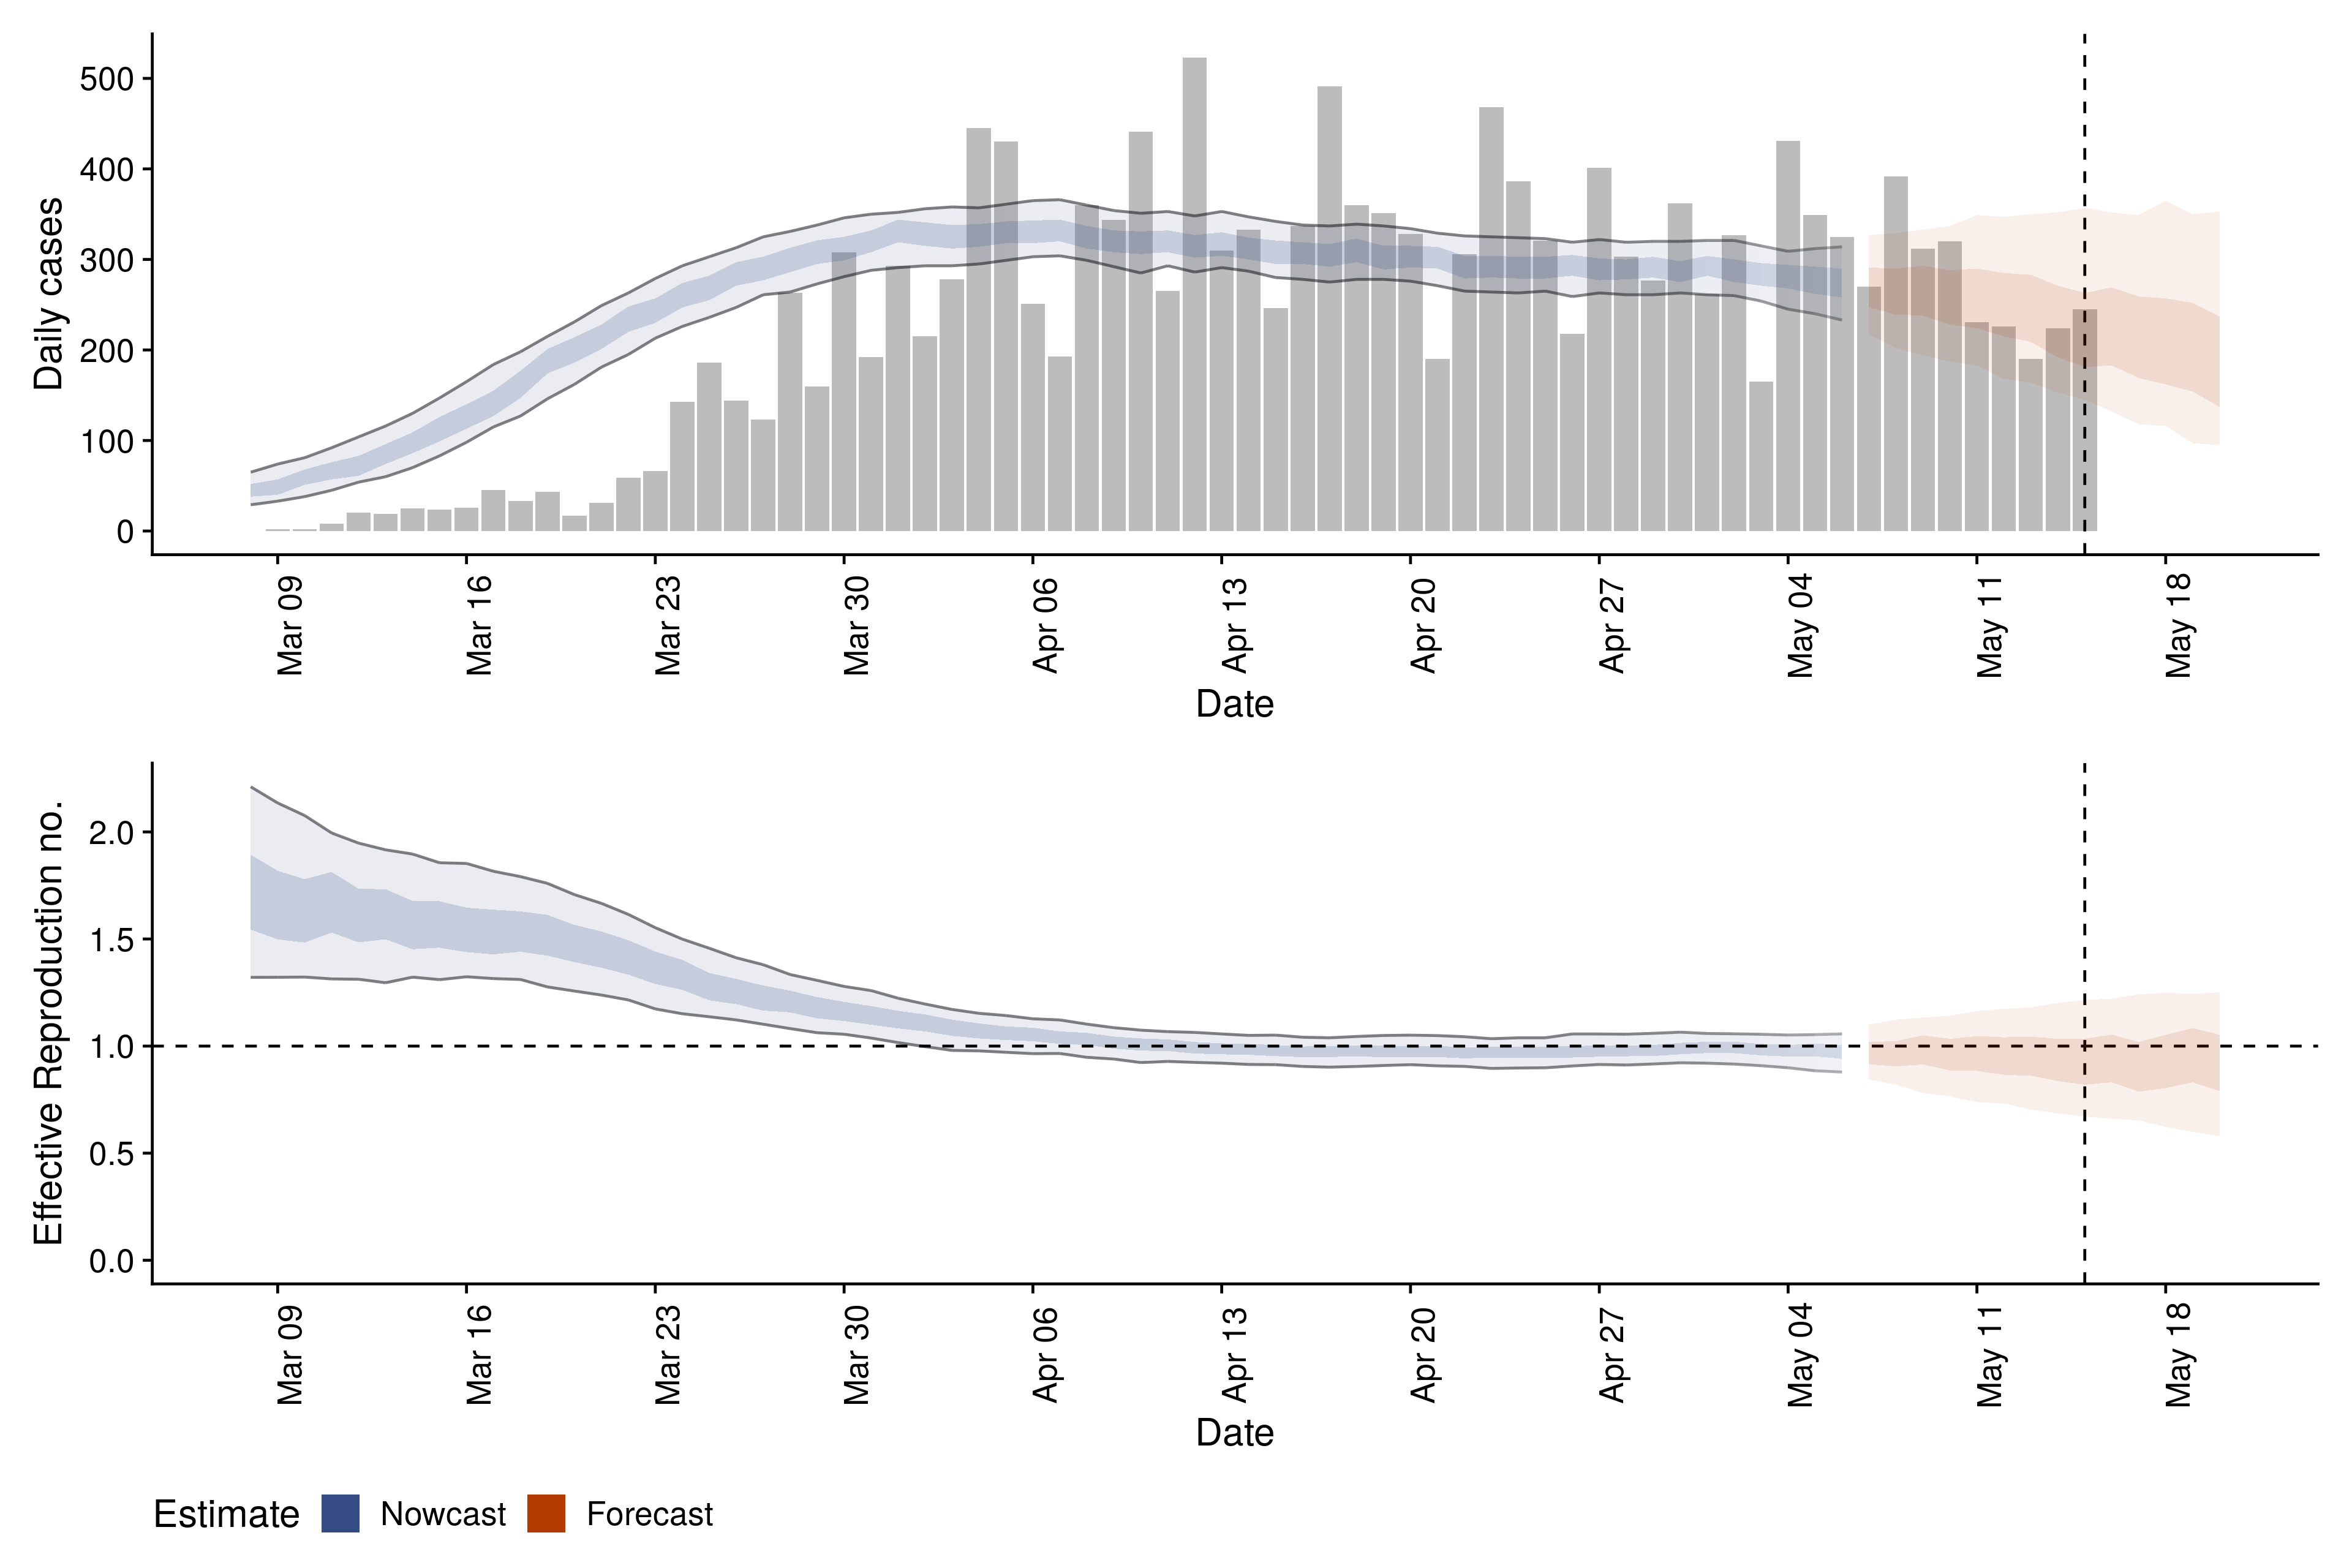 Daily cases
500
400
300
200
100
0
Mar 09
Mar 16
Mar 23
Mar 30
Apr 06
Apr 13
Apr 20
Apr 27
May 04
May 11
May 18
Date
Effective Reproduction no.
2.0
1.5
1.0
0.5
0.0
Mar 09
Mar 16
Mar 23
Mar 30
Apr 06
Apr 13
Apr 20
Apr 27
May 04
May 11
May 18
Date
Estimate Nowcast Forecast